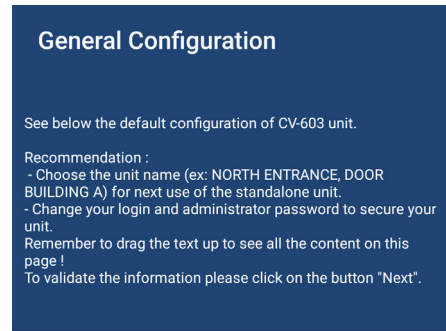 General Configuration
See below the default configuration of CV-603 unit.
Recommendation :
- Choose the unit name (ex: NORTH ENTRANCE, DOOR
BUILDING A) for next use of the standalone unit.
- Change your login and administrator password to secure your
unit.
Remember to drag the text up to see all the content on this
page !
To validate the information please click on the button "Next".